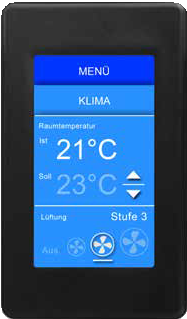 MENÜ
KLIMA
Raumtemperatur
Ist 21°C
Soll 23°C
Lüftung Stufe 3
Aus